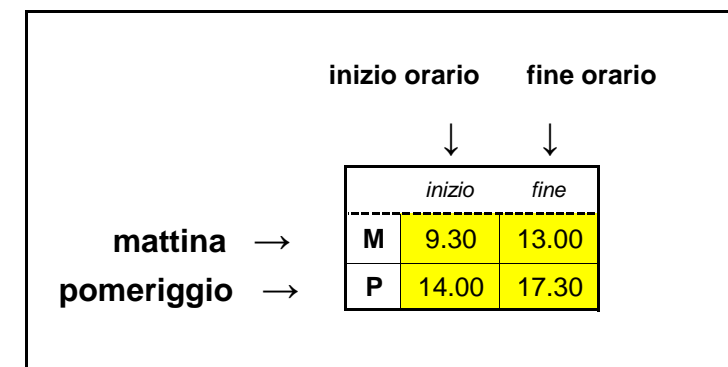 inizio orario fine orario
↓ ↓
inizio fine
mattina → M 9.30 13.00
pomeriggio → P 14.00 17.30